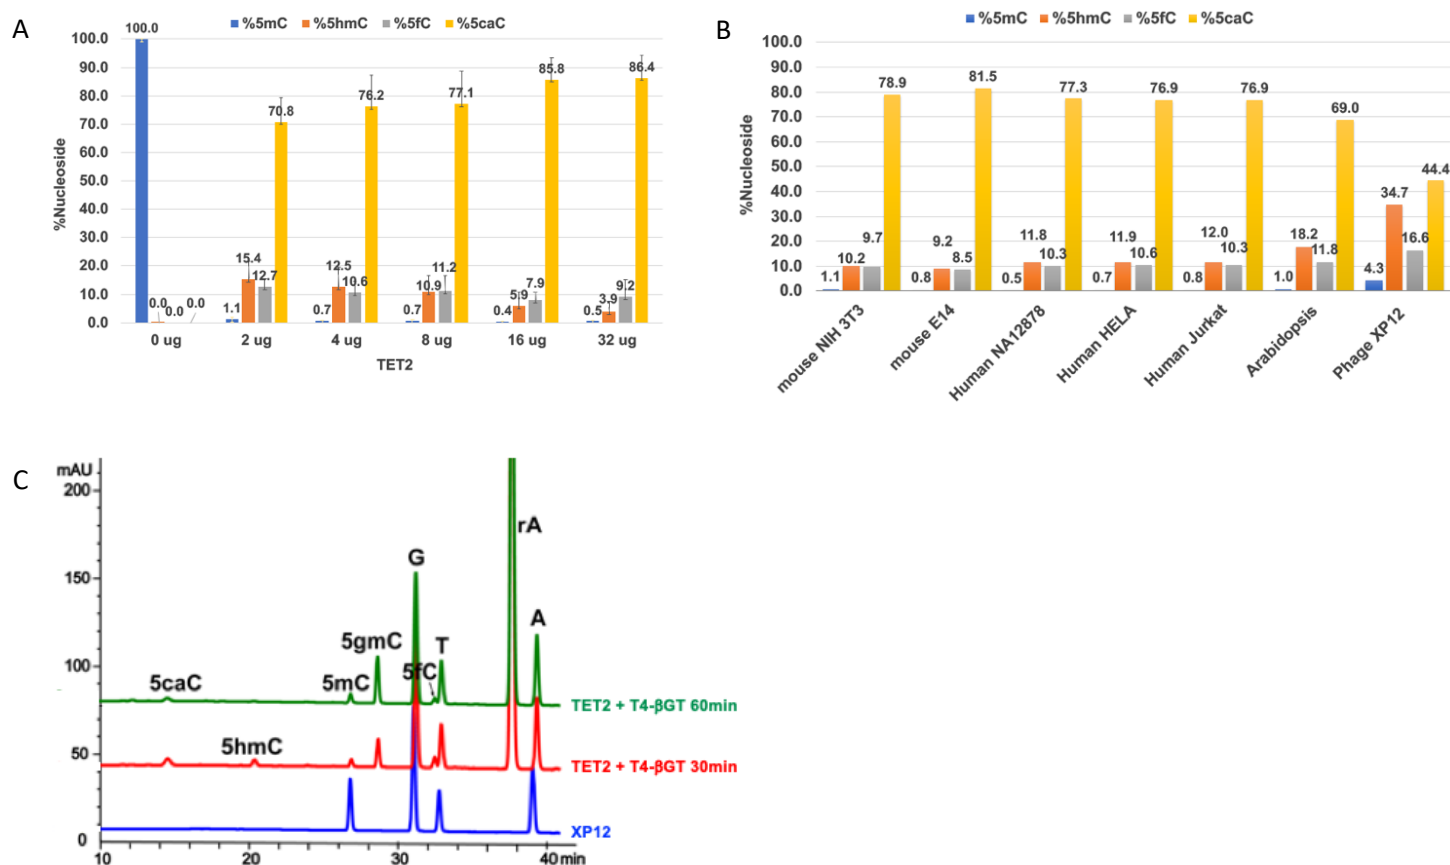 A
%5mC %5hmC %5fC %5caC
%Nucleoside
100.0
90.0
80.0
70.0
60.0
50.0
40.0
30.0
20.0
10.0
0.0
100.0 0.0 0.0 0.0
1.1 15.4 12.7 70.8
0.7 12.5 10.6 76.2
0.7 10.9 11.2 77.1
0.4 5.9 7.9 85.8
0.5 3.9 9.2 86.4
0 ug 2 ug 4 ug 8 ug 16 ug 32 ug
TET2
B
%5mC %5hmC %5fC %5caC
%Nucleoside
100.0
90.0
80.0
70.0
60.0
50.0
40.0
30.0
20.0
10.0
0.0
1.1 10.2 9.7 78.9
0.8 9.2 8.5 81.5
0.5 11.8 10.3 77.3
0.7 11.9 10.6 76.9
0.8 12.0 10.3 76.9
1.0 18.2 11.8 69.0
4.3 34.7 16.6 44.4
mouse NIH 3T3
mouse E14
Human NA12878
Human HELA
Human Jurkat
Arabidopsis
Phage XP12
C
mAU
200
150
100
50
0
rA
G
A
5gmC
T
5fC
5caC
5mC
TET2 + T4-βGT 60min
5hmC
TET2 + T4-βGT 30min
XP12
10 20 30 40 min